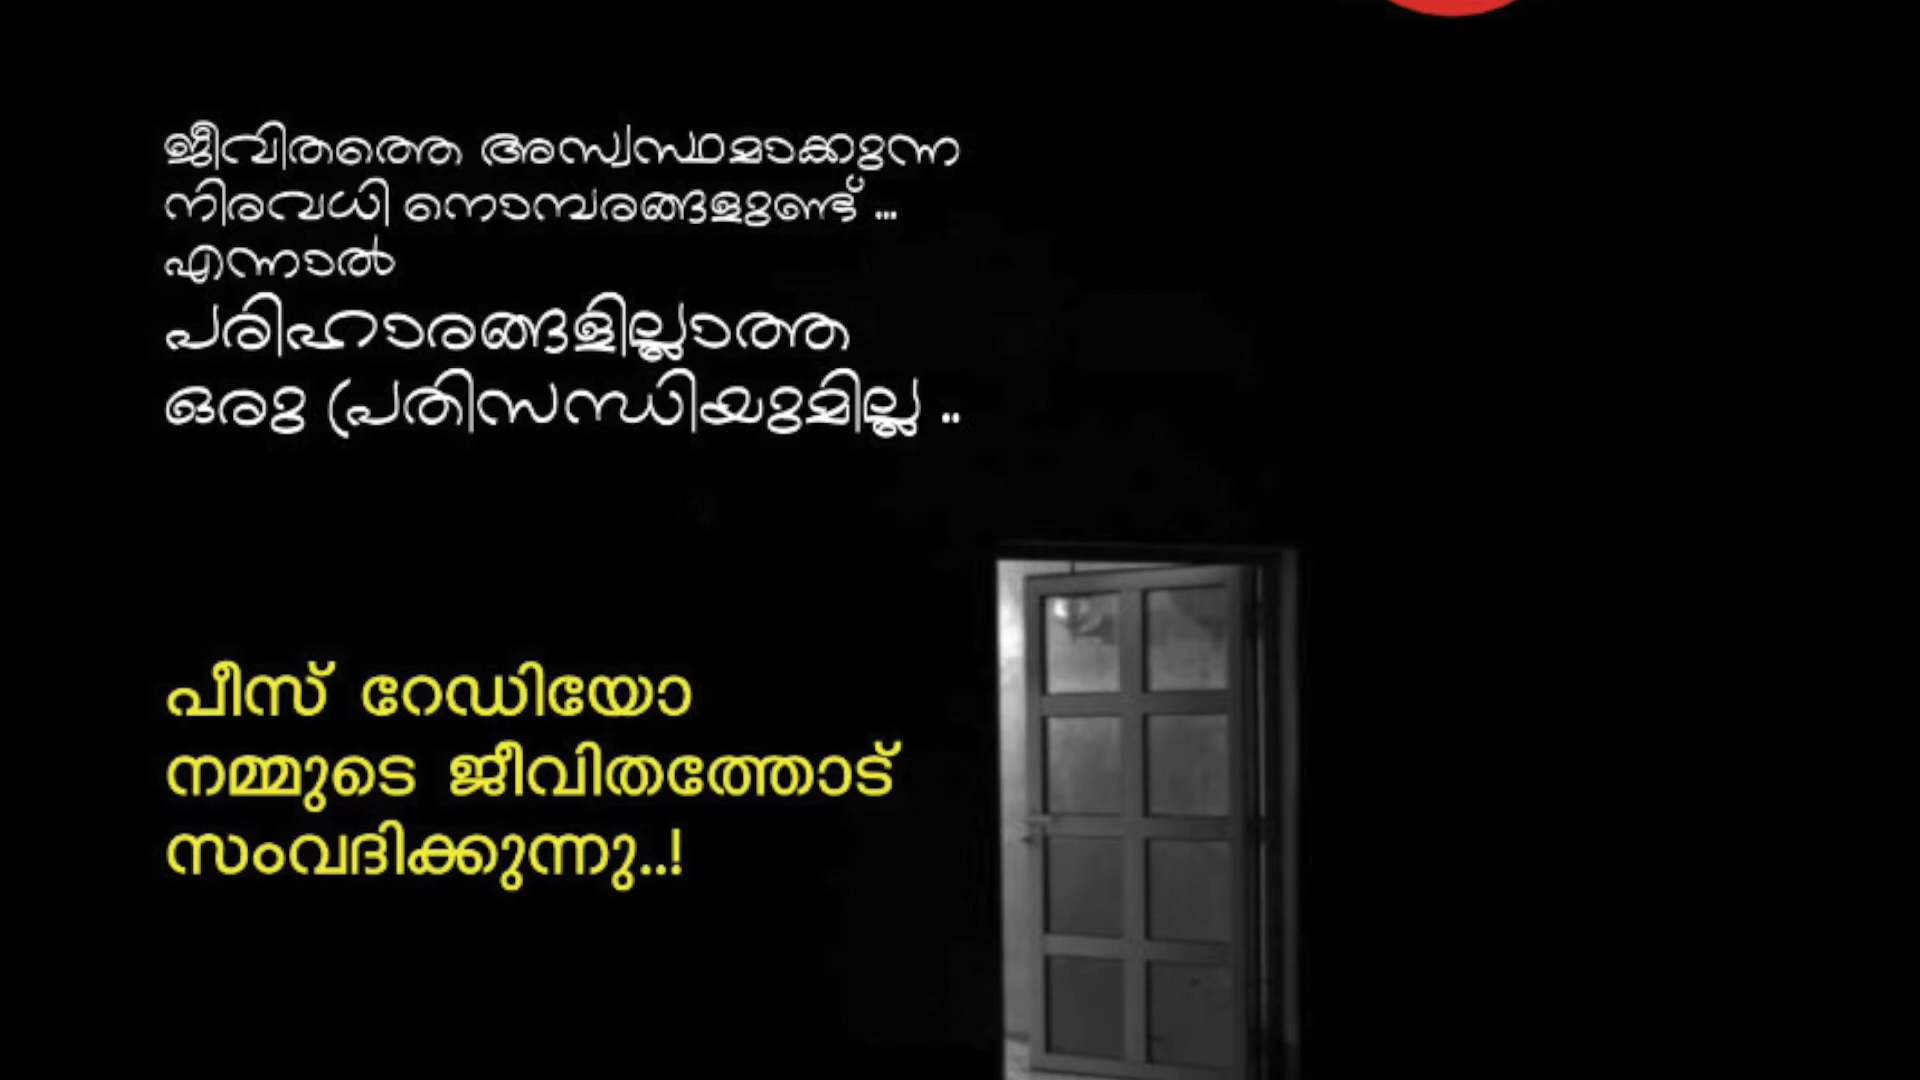 ജീവിതത്തെ അസ്വസ്ഥമാക്കുന്ന
നിരവധി നൊമ്പരങ്ങളുണ്ട് ...
എന്നാൽ
പരിഹാരങ്ങളില്ലാത്ത
ഒരു പ്രതിസന്ധിയുമില്ല ..
പീസ് റേഡിയോ
നമ്മുടെ ജീവിതത്തോട്
സംവദിക്കുന്നു..!